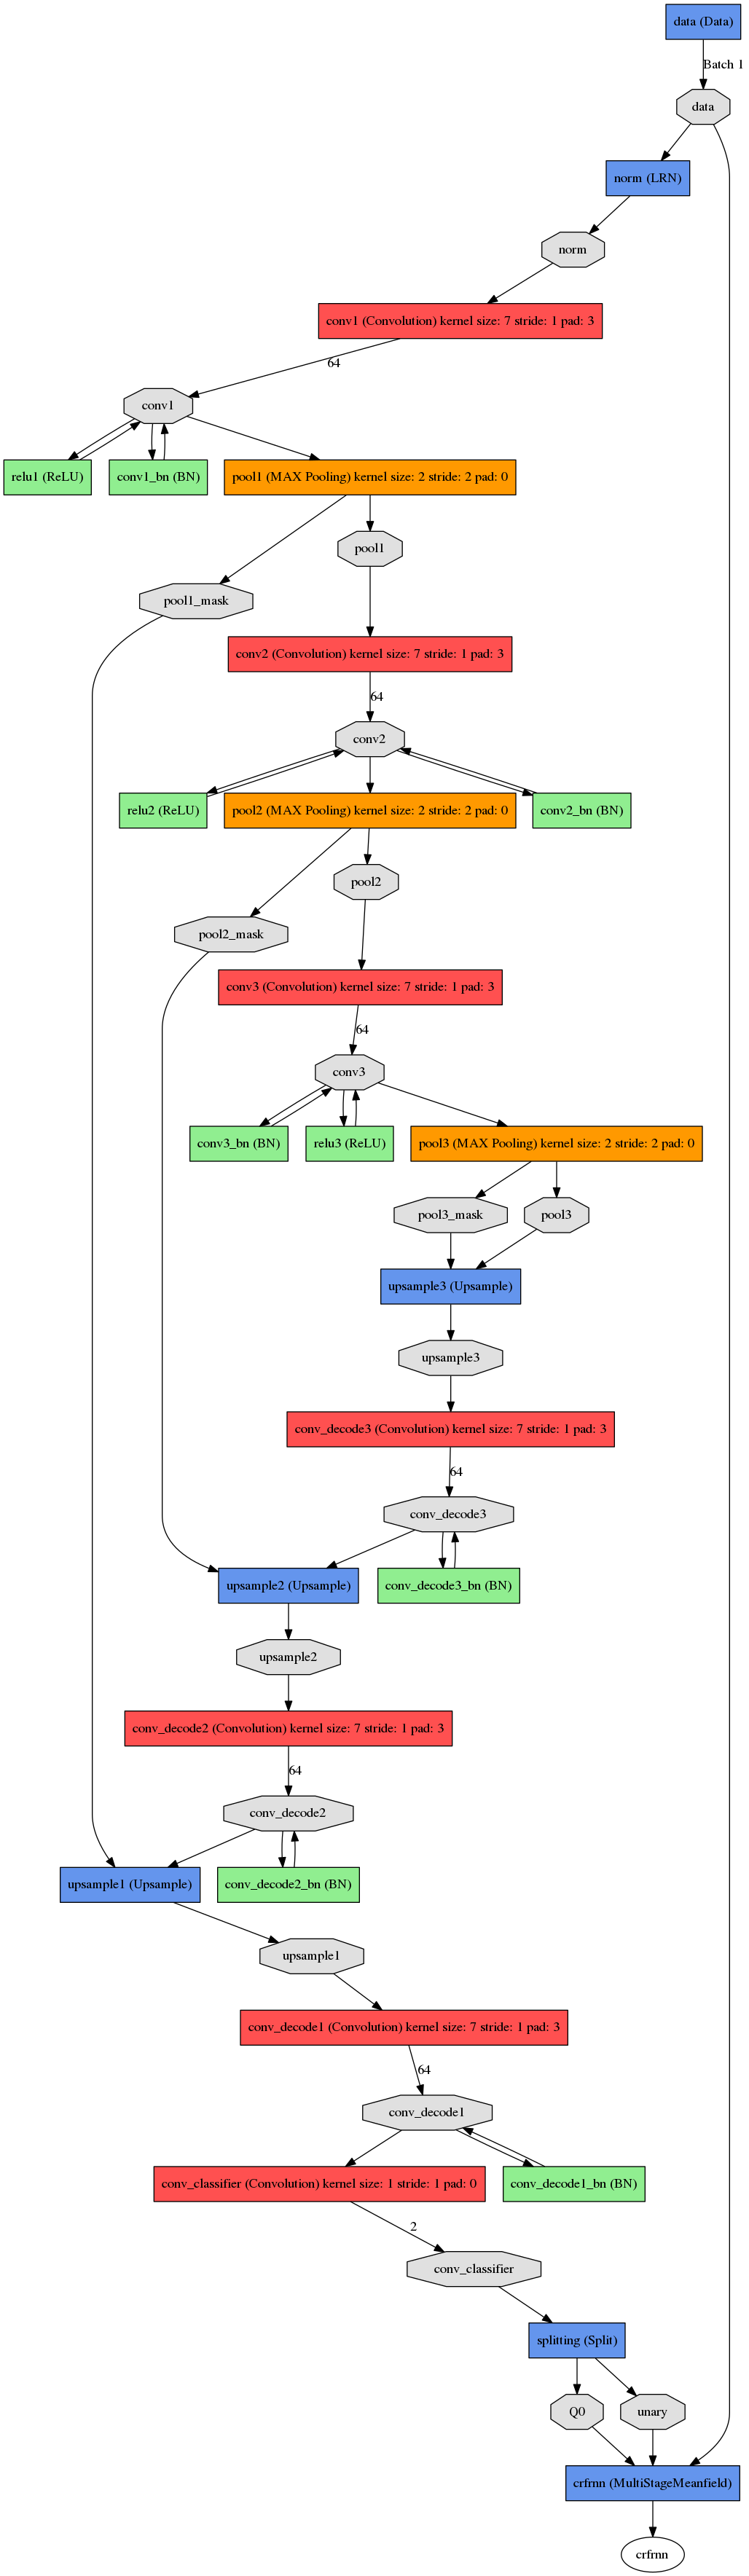 data (Data)
Batch 1
data
norm (LRN)
norm
conv1 (Convolution) kernel size: 7 stride: 1 pad: 3
64
conv1
relu1 (ReLU)
conv1_bn (BN)
pool1 (MAX Pooling) kernel size: 2 stride: 2 pad: 0
pool1
pool1_mask
conv2 (Convolution) kernel size: 7 stride: 1 pad: 3
64
conv2
relu2 (ReLU)
pool2 (MAX Pooling) kernel size: 2 stride: 2 pad: 0
conv2_bn (BN)
pool2
pool2_mask
conv3 (Convolution) kernel size: 7 stride: 1 pad: 3
64
conv3
conv3_bn (BN)
relu3 (ReLU)
pool3 (MAX Pooling) kernel size: 2 stride: 2 pad: 0
pool3_mask
pool3
upsample3 (Upsample)
upsample3
conv_decode3 (Convolution) kernel size: 7 stride: 1 pad: 3
64
conv_decode3
upsample2 (Upsample)
conv_decode3_bn (BN)
upsample2
conv_decode2 (Convolution) kernel size: 7 stride: 1 pad: 3
64
conv_decode2
upsample1 (Upsample)
conv_decode2_bn (BN)
upsample1
conv_decode1 (Convolution) kernel size: 7 stride: 1 pad: 3
64
conv_decode1
conv_classifier (Convolution) kernel size: 1 stride: 1 pad: 0
conv_decode1_bn (BN)
2
conv_classifier
splitting (Split)
Q0
unary
crfrnn (MultiStageMeanfield)
crfrnn